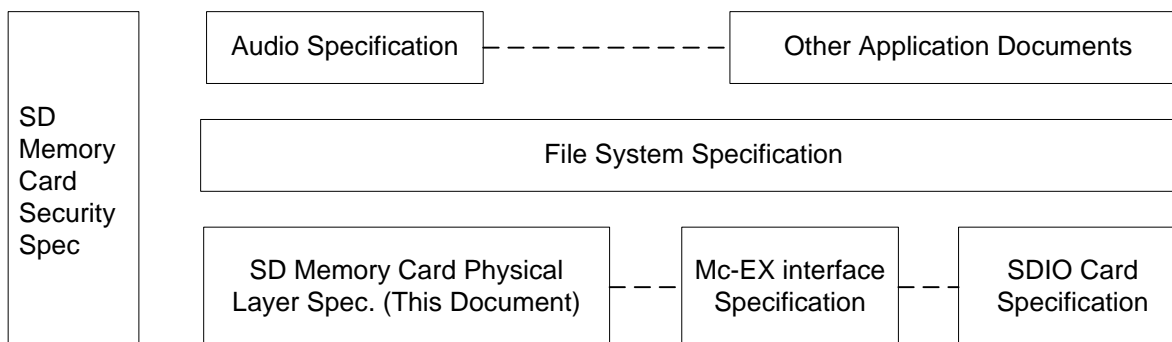 SD
Memory
Card
Security
Spec
Audio Specification
Other Application Documents
File System Specification
SD Memory Card Physical
Layer Spec. (This Document)
Mc-EX interface
Specification
SDIO Card
Specification